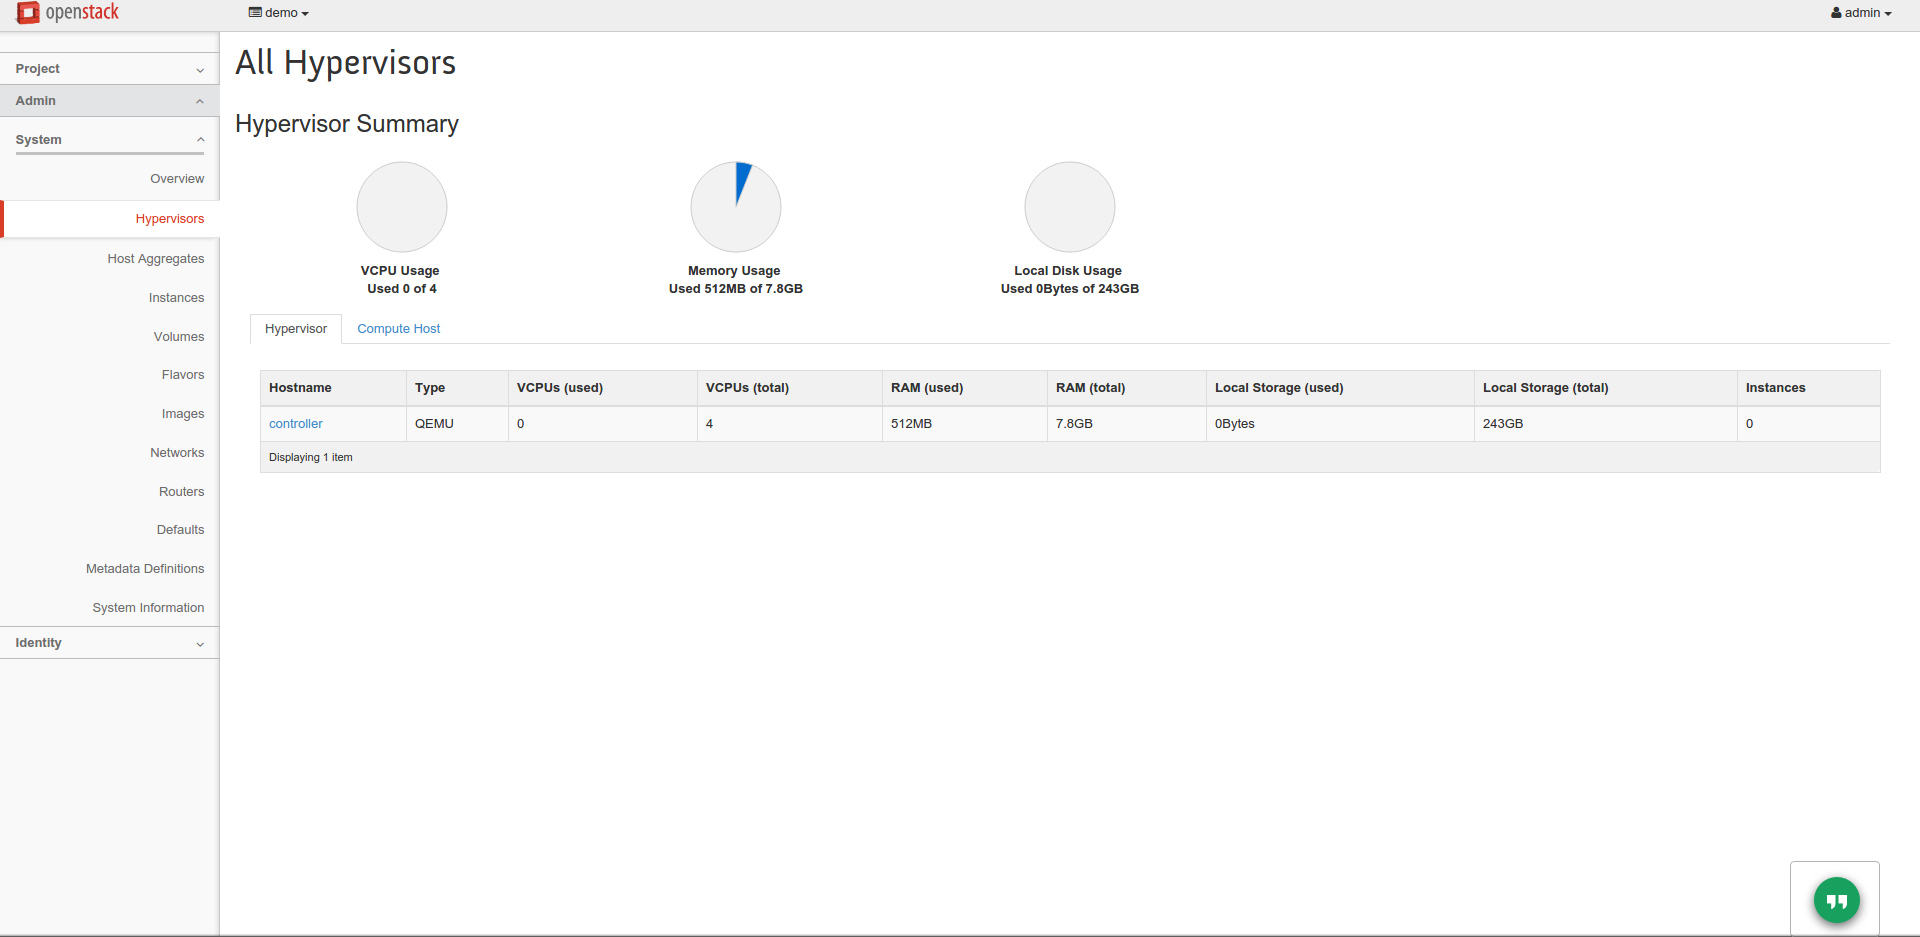 openstack
demo
admin
Project
Admin
System
Overview
Hypervisors
Host Aggregates
Instances
Volumes
Flavors
Images
Networks
Routers
Defaults
Metadata Definitions
System Information
Identity
All Hypervisors
Hypervisor Summary
VCPU Usage
Used 0 of 4
Memory Usage
Used 512MB of 7.8GB
Local Disk Usage
Used 0Bytes of 243GB
Hypervisor Compute Host
Hostname Type VCPUs (used) VCPUs (total) RAM (used) RAM (total) Local Storage (used) Local Storage (total) Instances
controller QEMU 0 4 512MB 7.8GB 0Bytes 243GB 0
Displaying 1 item